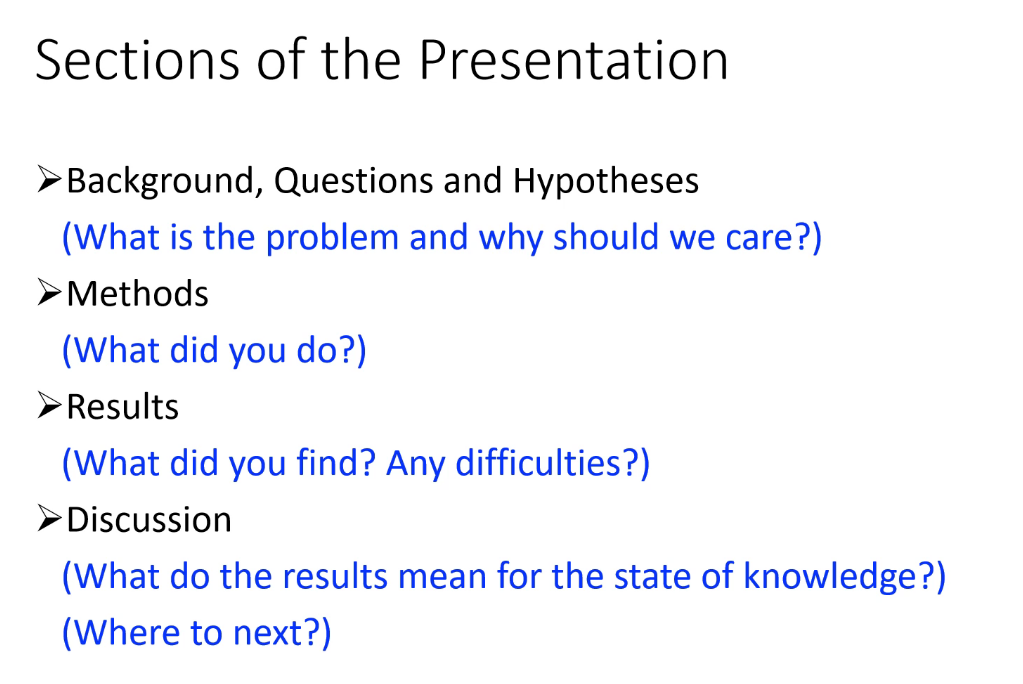 Sections of the Presentation
➢Background, Questions and Hypotheses
(What is the problem and why should we care?)
➢Methods
(What did you do?)
➢Results
(What did you find? Any difficulties?)
➢Discussion
(What do the results mean for the state of knowledge?)
(Where to next?)